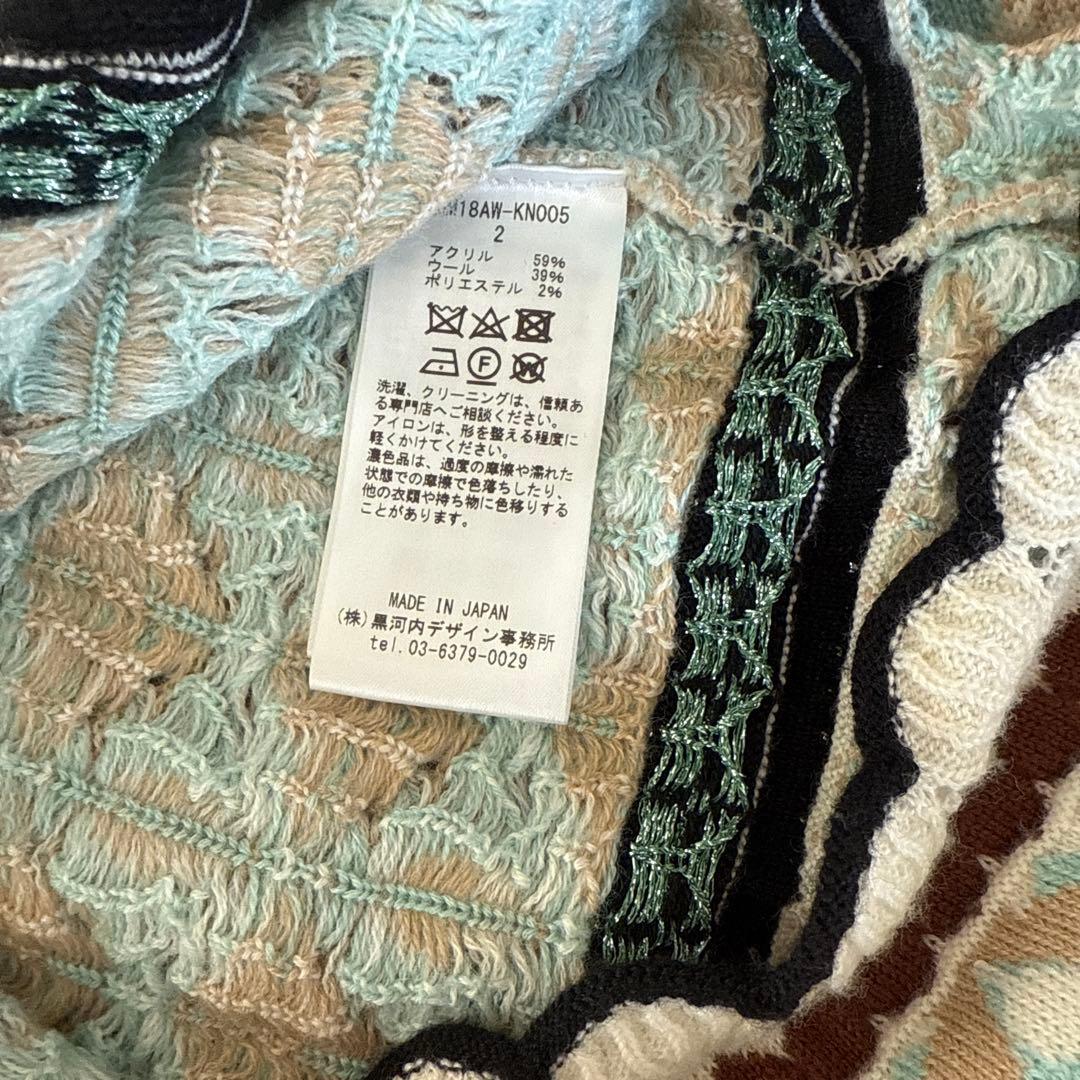 MM18AW-KN005
2
アクリル 59%
ウール 39%
ポリエステル 2%
F
W
洗濯、クリーニングは、信頼あ
る専門店へご相談ください。
アイロンは、形を整える程度に
軽くかけてください。
濃色品は、過度の摩擦や濡れた
状態での摩擦で色落ちしたり、
他の衣類や持ち物に色移りする
ことがあります。
MADE IN JAPAN
(株)黒河内デザイン事務所
tel.03-6379-0029